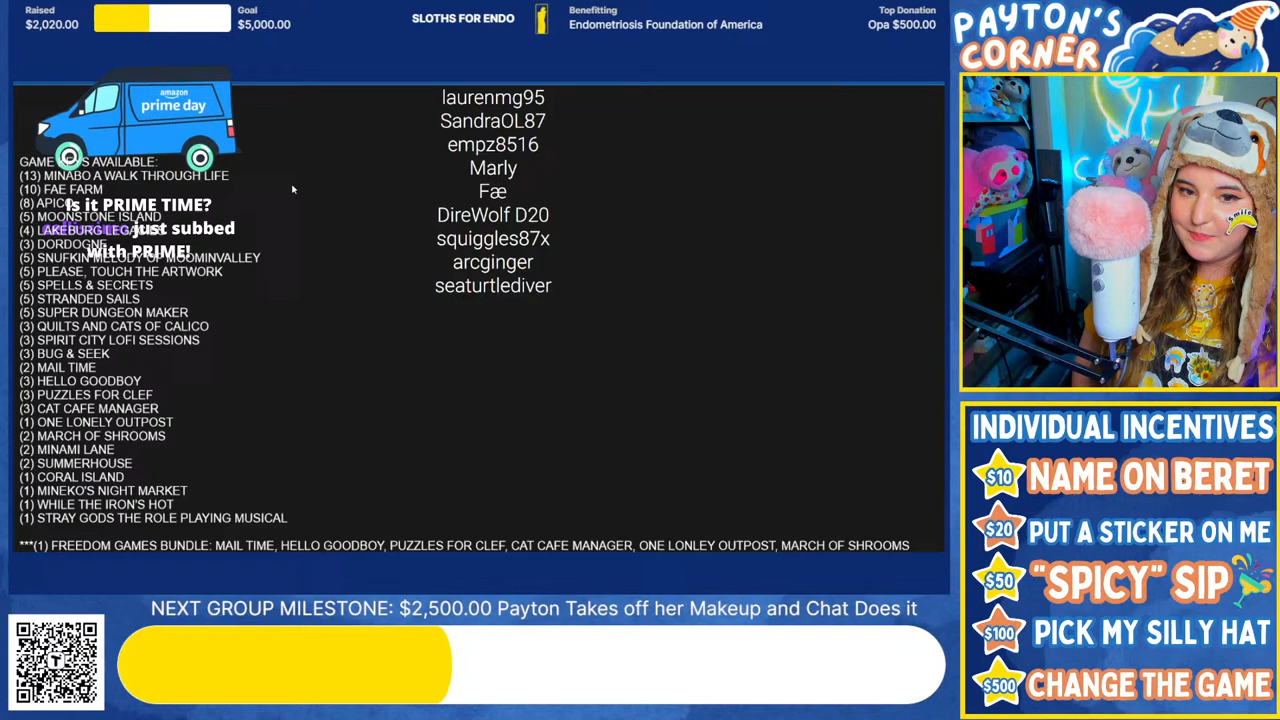 Raised
$2,020.00
Goal
$5,000.00
SLOTHS FOR ENDO
Benefitting
Endometriosis Foundation of America
Top Donation
Opa $500.00
PAYTON'S
CORNER
amazon
prime day
GAME KEYS AVAILABLE:
(13) MINABO A WALK THROUGH LIFE
(10) FAE FARM
(8) APICO
(5) MOONSTONE ISLAND
(4) LAKEBURG LEGACIES
(3) DORDOGNE
(5) SNUFKIN MELODY OF MOOMINVALLEY
(5) PLEASE, TOUCH THE ARTWORK
(5) SPELLS & SECRETS
(5) STRANDED SAILS
(5) SUPER DUNGEON MAKER
(3) QUILTS AND CATS OF CALICO
(3) SPIRIT CITY LOFI SESSIONS
(3) BUG & SEEK
(2) MAIL TIME
(3) HELLO GOODBOY
(3) PUZZLES FOR CLEF
(3) CAT CAFE MANAGER
(1) ONE LONELY OUTPOST
(2) MARCH OF SHROOMS
(2) MINAMI LANE
(2) SUMMERHOUSE
(1) CORAL ISLAND
(1) MINEKO'S NIGHT MARKET
(1) WHILE THE IRON'S HOT
(1) STRAY GODS THE ROLE PLAYING MUSICAL
***(1) FREEDOM GAMES BUNDLE: MAIL TIME, HELLO GOODBOY, PUZZLES FOR CLEF, CAT CAFE MANAGER, ONE LONLEY OUTPOST, MARCH OF SHROOMS
Is it PRIME TIME?
just subbed
with PRIME!
laurenmg95
SandraOL87
empz8516
Marly
Fæ
DireWolf D20
squiggles87x
arcginger
seaturtlediver
Smile
INDIVIDUAL INCENTIVES
$10 NAME ON BERET
$20 PUT A STICKER ON ME
$50 "SPICY" SIP
$100 PICK MY SILLY HAT
$500 CHANGE THE GAME
NEXT GROUP MILESTONE: $2,500.00 Payton Takes off her Makeup and Chat Does it